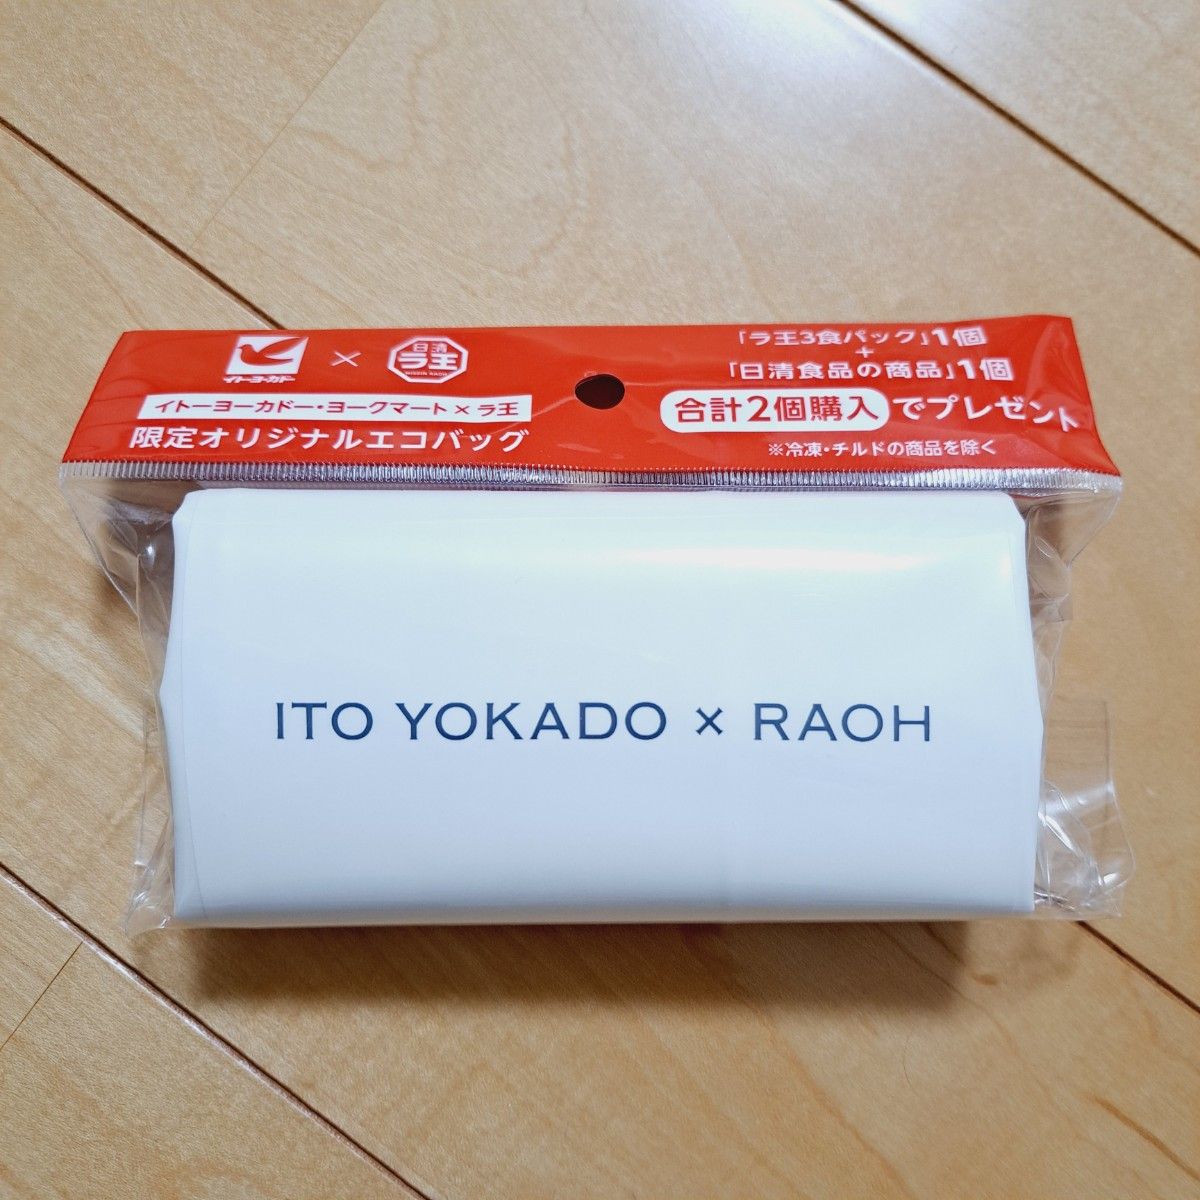 イトーヨーカドー
×
日清
ラ王
NISSIN RAOH
イトーヨーカドー・ヨークマート×ラ王
限定オリジナルエコバッグ
「ラ王3食パック」1個
+
「日清食品の商品」1個
合計2個購入でプレゼント
※冷凍・チルドの商品を除く
ITO YOKADO × RAOH